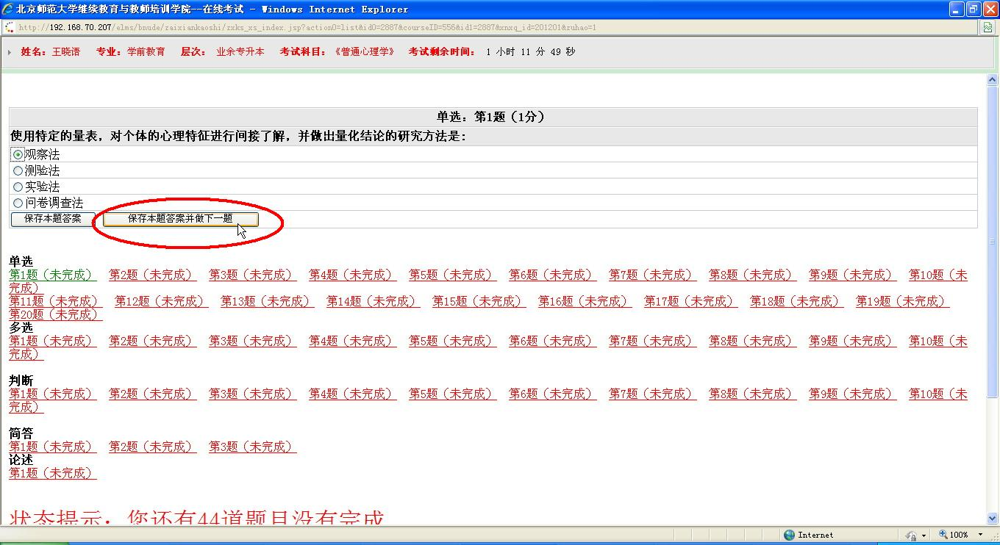 北京师范大学继续教育与教师培训学院--在线考试 - Windows Internet Explorer
http://192.168.70.207/elms/bnude/zaixiankaoshi/zxks_xs_index.jsp?action0=list&id0=2887&courseID=556&id1=2887&xnxq_id=201201&ruhao=1
姓名：王晓语 专业：学前教育 层次： 业余专升本 考试科目：《普通心理学》 考试剩余时间： 1 小时 11 分 49 秒
单选：第1题（1分）
使用特定的量表，对个体的心理特征进行间接了解，并做出量化结论的研究方法是：
观察法
测验法
实验法
问卷调查法
保存本题答案 保存本题答案并做下一题
单选
第1题（未完成） 第2题（未完成） 第3题（未完成） 第4题（未完成） 第5题（未完成） 第6题（未完成） 第7题（未完成） 第8题（未完成） 第9题（未完成） 第10题（未
完成）
第11题（未完成） 第12题（未完成） 第13题（未完成） 第14题（未完成） 第15题（未完成） 第16题（未完成） 第17题（未完成） 第18题（未完成） 第19题（未完成）
第20题（未完成）
多选
第1题（未完成） 第2题（未完成） 第3题（未完成） 第4题（未完成） 第5题（未完成） 第6题（未完成） 第7题（未完成） 第8题（未完成） 第9题（未完成） 第10题（未
完成）
判断
第1题（未完成） 第2题（未完成） 第3题（未完成） 第4题（未完成） 第5题（未完成） 第6题（未完成） 第7题（未完成） 第8题（未完成） 第9题（未完成） 第10题（未
完成）
简答
第1题（未完成） 第2题（未完成） 第3题（未完成）
论述
第1题（未完成）
状态提示：您还有44道题目没有完成
Internet 100%